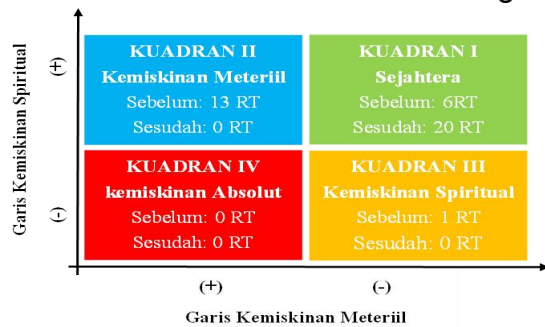 KUADRAN II
Kemiskinan Meteriil
Sebelum: 13 RT
Sesudah: 0 RT
KUADRAN I
Sejahtera
Sebelum: 6RT
Sesudah: 20 RT
KUADRAN IV
kemiskinan Absolut
Sebelum: 0 RT
Sesudah: 0 RT
KUADRAN III
Kemiskinan Spiritual
Sebelum: 1 RT
Sesudah: 0 RT
Garis Kemiskinan Spiritual
(+)
(-)
(+)
(-)
Garis Kemiskinan Meteriil